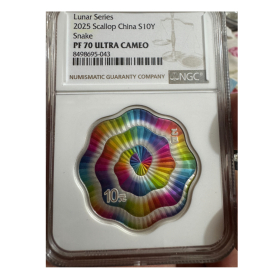 Lunar Series
2025 Scallop China S10Y
Snake
PF 70 ULTRA CAMEO
8498695-043
NUMISMATIC GUARANTY COMPANY
NGC
10元